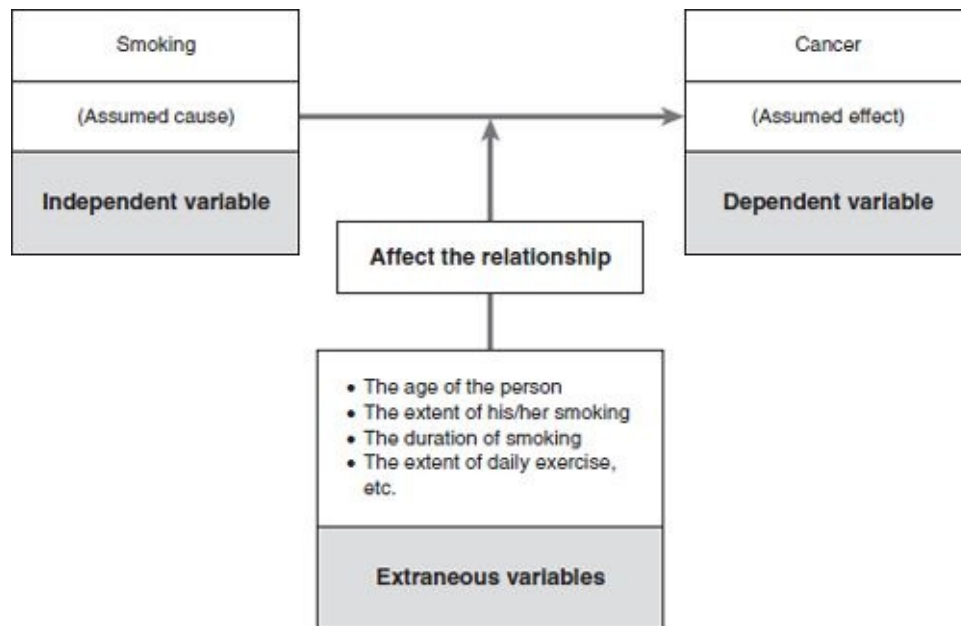 Smoking
(Assumed cause)
Independent variable
Cancer
(Assumed effect)
Dependent variable
Affect the relationship
• The age of the person
• The extent of his/her smoking
• The duration of smoking
• The extent of daily exercise,
etc.
Extraneous variables